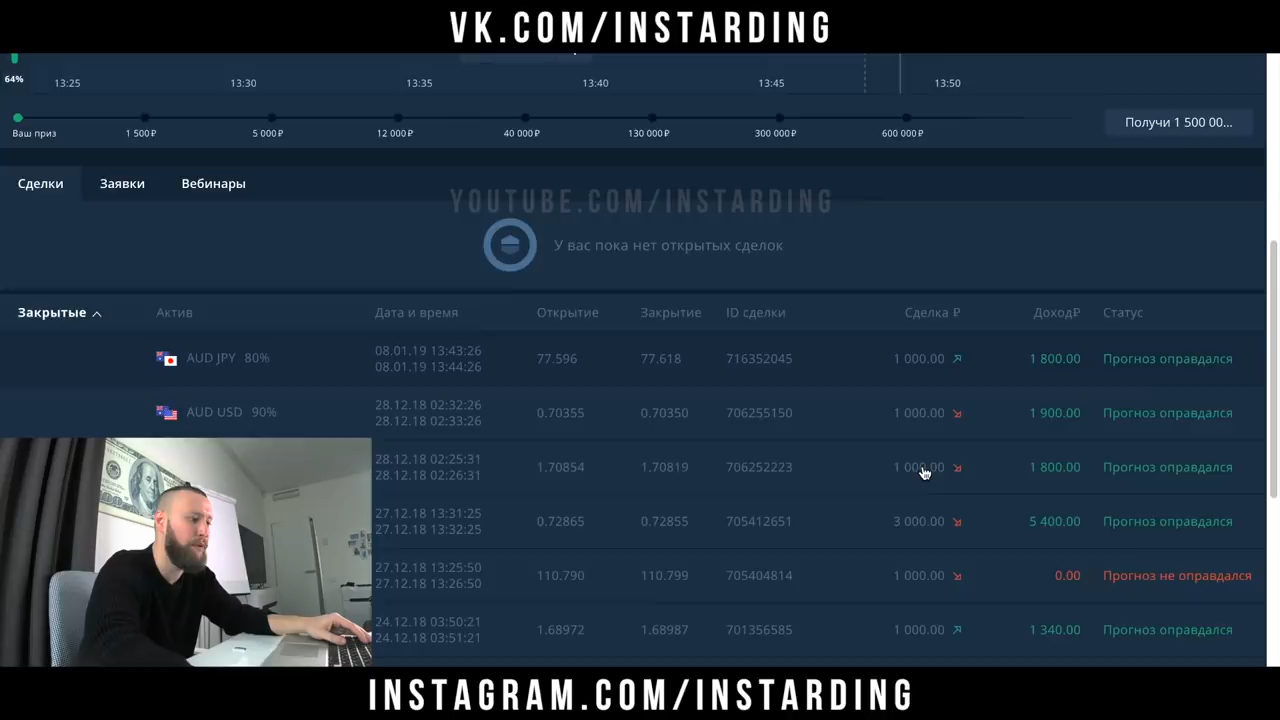 VK.COM/INSTARDING
64%
13:25 13:30 13:35 13:40 13:45 13:50
Ваш приз 1 500₽ 5 000₽ 12 000₽ 40 000₽ 130 000₽ 300 000₽ 600 000₽
Получи 1 500 00...
Сделки Заявки Вебинары
YOUTUBE.COM/INSTARDING
У вас пока нет открытых сделок
Закрытые Актив Дата и время Открытие Закрытие ID сделки Сделка ₽ Доход₽ Статус
AUD JPY 80% 08.01.19 13:43:26 77.596 77.618 716352045 1 000.00 1 800.00 Прогноз оправдался
08.01.19 13:44:26
AUD USD 90% 28.12.18 02:32:26 0.70355 0.70350 706255150 1 000.00 1 900.00 Прогноз оправдался
28.12.18 02:33:26
28.12.18 02:25:31 1.70854 1.70819 706252223 1 000.00 1 800.00 Прогноз оправдался
28.12.18 02:26:31
27.12.18 13:31:25 0.72865 0.72855 705412651 3 000.00 5 400.00 Прогноз оправдался
27.12.18 13:32:25
27.12.18 13:25:50 110.790 110.799 705404814 1 000.00 0.00 Прогноз не оправдался
27.12.18 13:26:50
24.12.18 03:50:21 1.68972 1.68987 701356585 1 000.00 1 340.00 Прогноз оправдался
24.12.18 03:51:21
INSTAGRAM.COM/INSTARDING